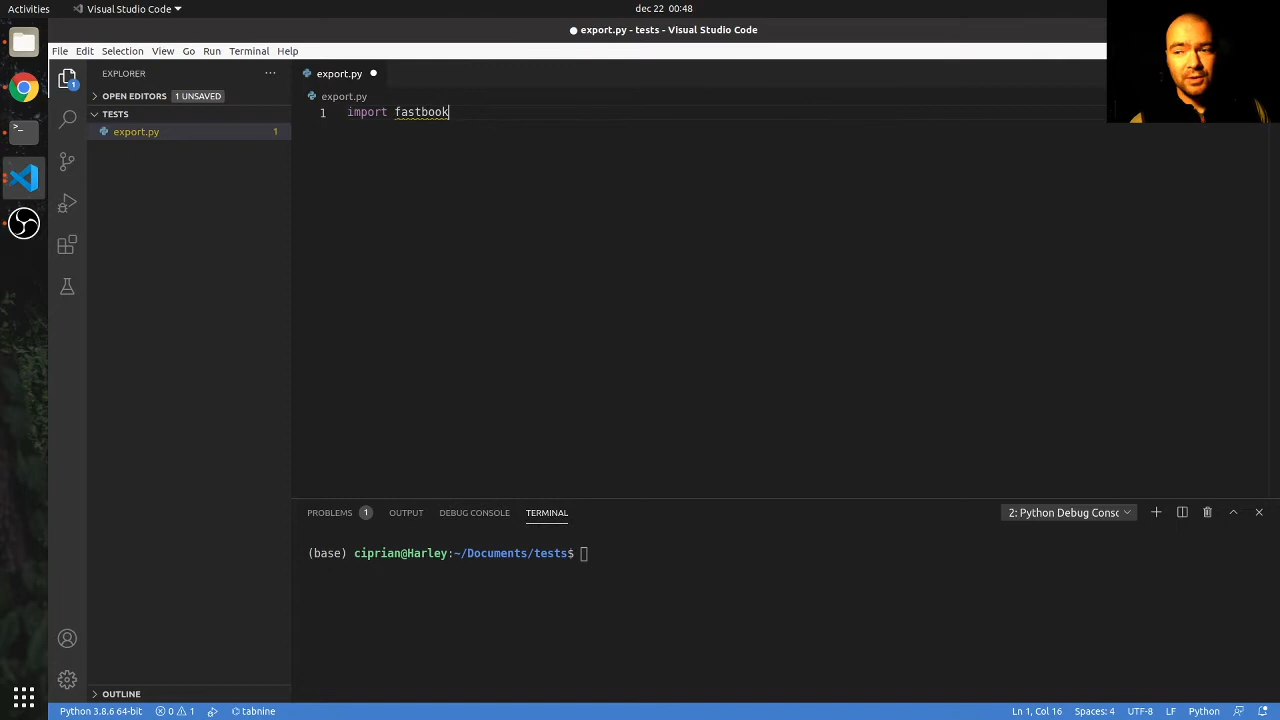 Activities
Visual Studio Code
dec 22 00:48
● export.py - tests - Visual Studio Code
File Edit Selection View Go Run Terminal Help
1
EXPLORER
OPEN EDITORS 1 UNSAVED
TESTS
export.py 1
OUTLINE
export.py
export.py
1 import fastbook
PROBLEMS 1 OUTPUT DEBUG CONSOLE TERMINAL
2: Python Debug Consc
(base) ciprian@Harley:~/Documents/tests$
Python 3.8.6 64-bit 0 1 tabnine
Ln 1, Col 16 Spaces: 4 UTF-8 LF Python